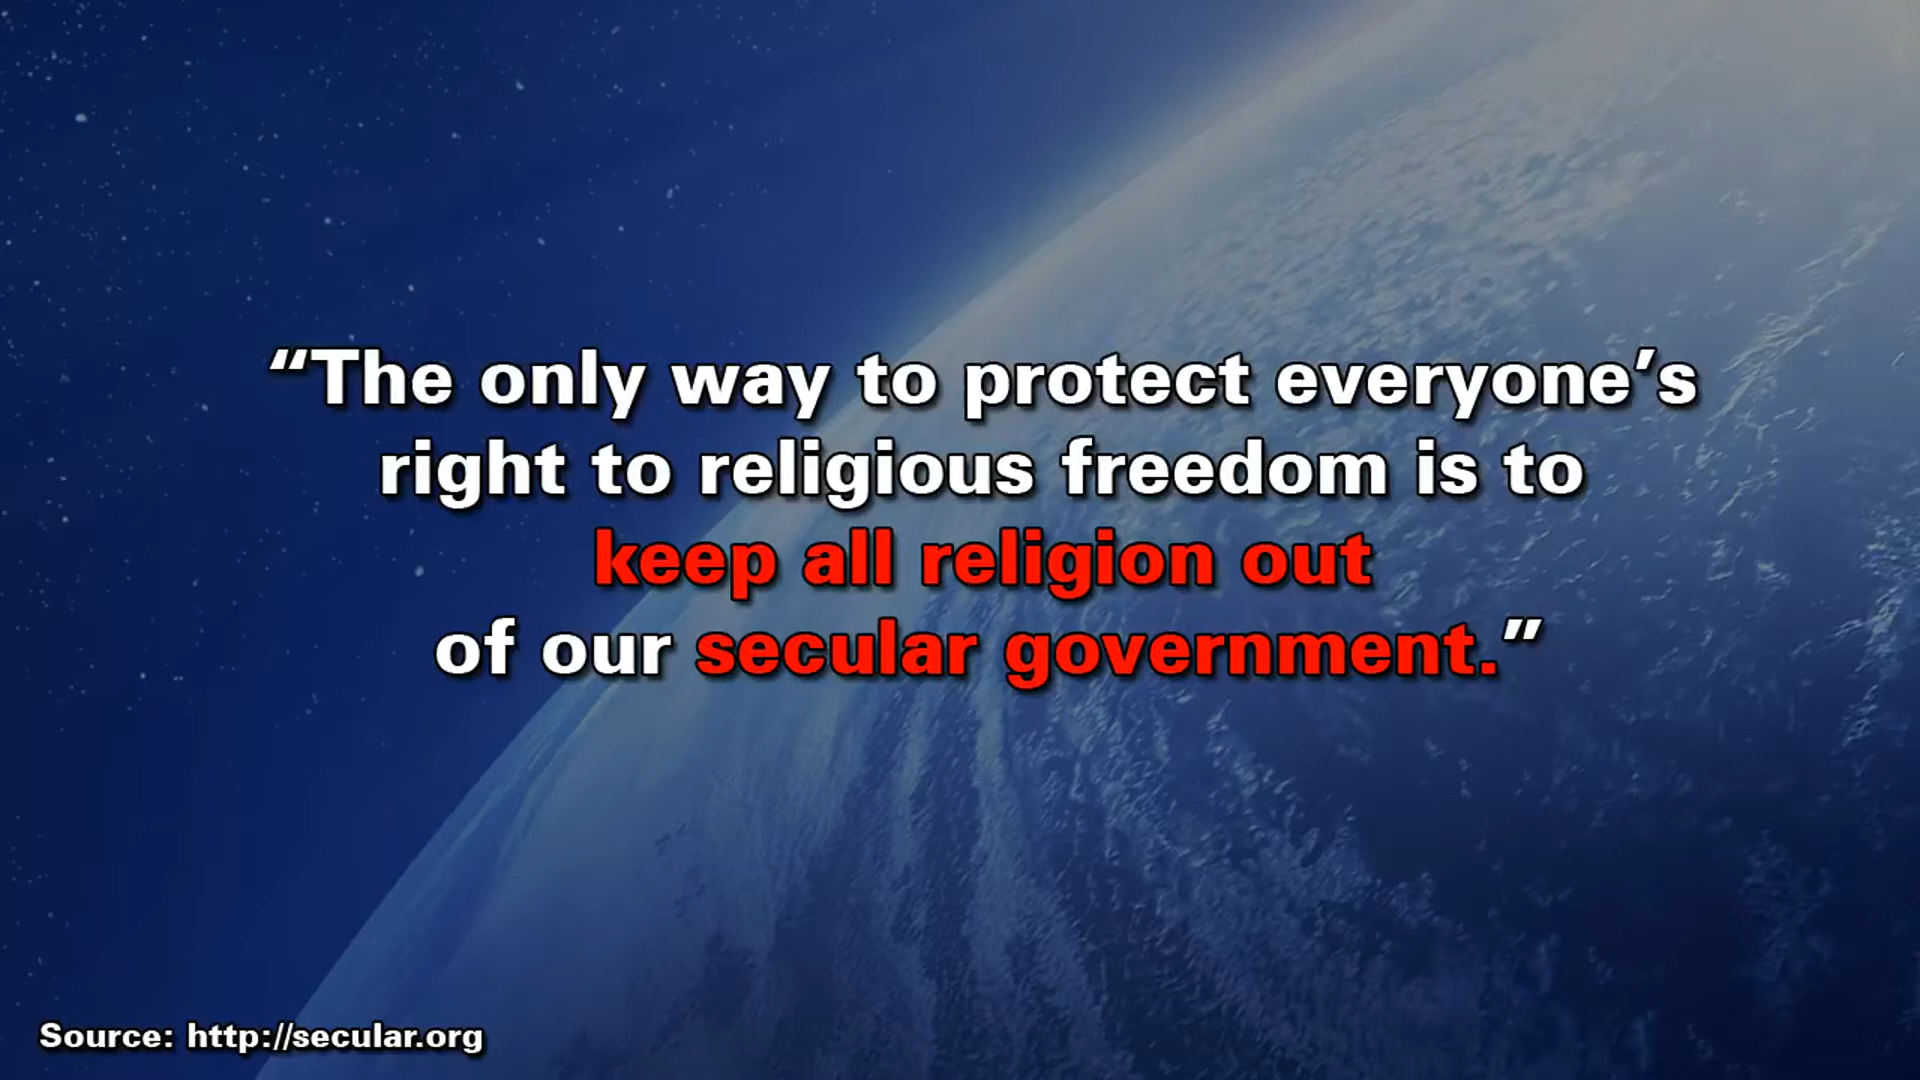 “The only way to protect everyone’s
right to religious freedom is to
keep all religion out
of our secular government.”
Source: http://secular.org